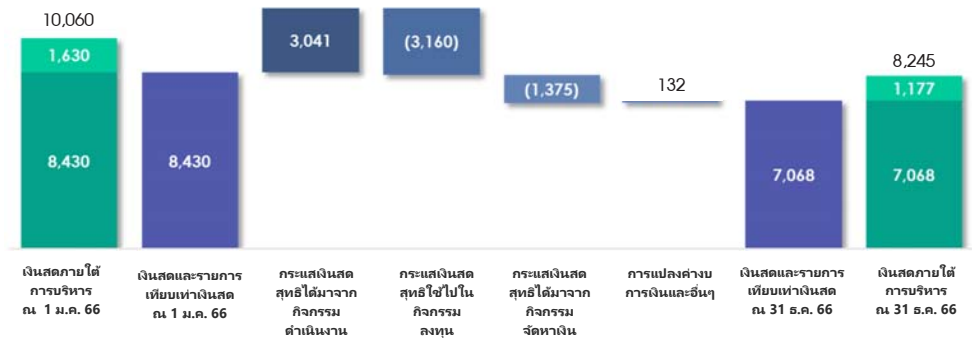 10,060
1,630
8,430
8,430
3,041
(3,160)
(1,375)
132
7,068
8,245
1,177
7,068
เงินสดภายใต้
การบริหาร
ณ 1 ม.ค. 66
เงินสดและรายการ
เทียบเท่าเงินสด
ณ 1 ม.ค. 66
กระแสเงินสด
สุทธิได้มาจาก
กิจกรรม
ดำเนินงาน
กระแสเงินสด
สุทธิใช้ไปใน
กิจกรรม
ลงทุน
กระแสเงินสด
สุทธิได้มาจาก
กิจกรรม
จัดหาเงิน
การแปลงค่างบ
การเงินและอื่นๆ
เงินสดและรายการ
เทียบเท่าเงินสด
ณ 31 ธ.ค. 66
เงินสดภายใต้
การบริหาร
ณ 31 ธ.ค. 66